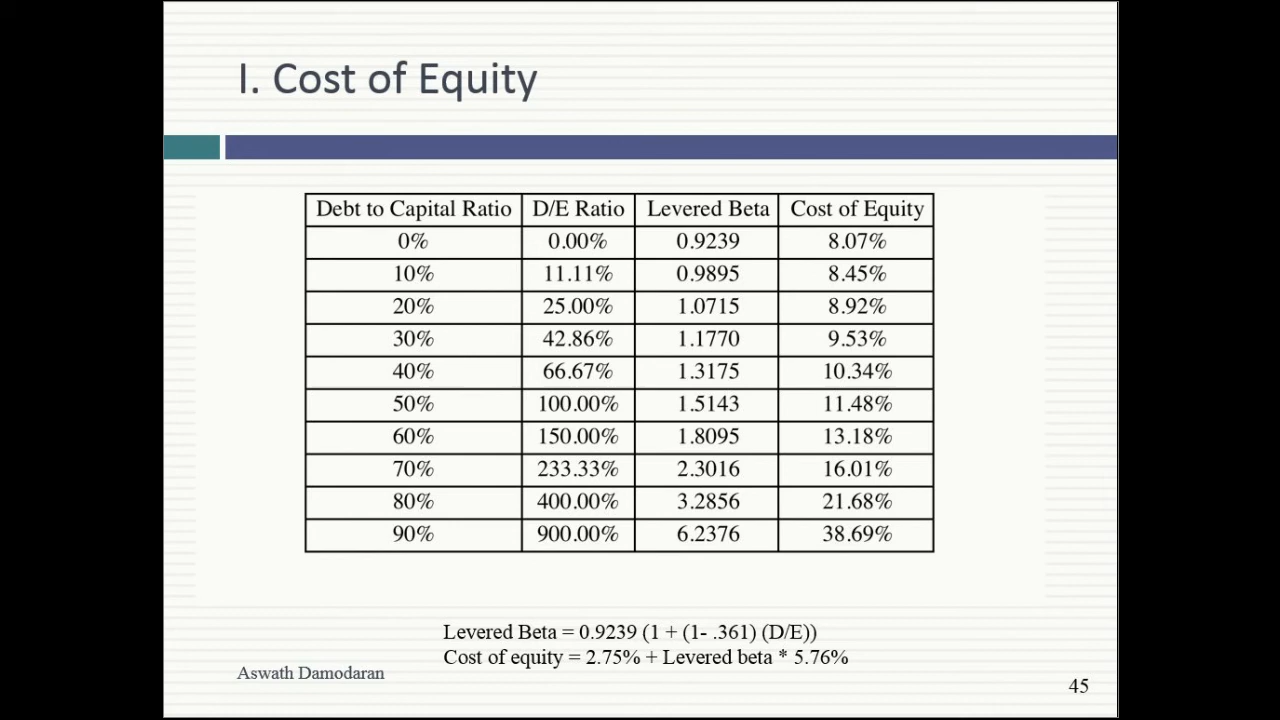 I. Cost of Equity
Debt to Capital Ratio D/E Ratio Levered Beta Cost of Equity
0% 0.00% 0.9239 8.07%
10% 11.11% 0.9895 8.45%
20% 25.00% 1.0715 8.92%
30% 42.86% 1.1770 9.53%
40% 66.67% 1.3175 10.34%
50% 100.00% 1.5143 11.48%
60% 150.00% 1.8095 13.18%
70% 233.33% 2.3016 16.01%
80% 400.00% 3.2856 21.68%
90% 900.00% 6.2376 38.69%
Levered Beta = 0.9239 (1 + (1- .361) (D/E))
Cost of equity = 2.75% + Levered beta * 5.76%
Aswath Damodaran
45